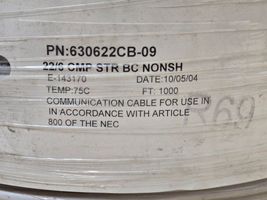 PN:630622CB-09
22/6 CMP STR BC NONSH
E-143170 DATE:10/05/04
TEMP:75C FT: 1000
COMMUNICATION CABLE FOR USE IN
IN ACCORDANCE WITH ARTICLE
800 OF THE NEC
R69